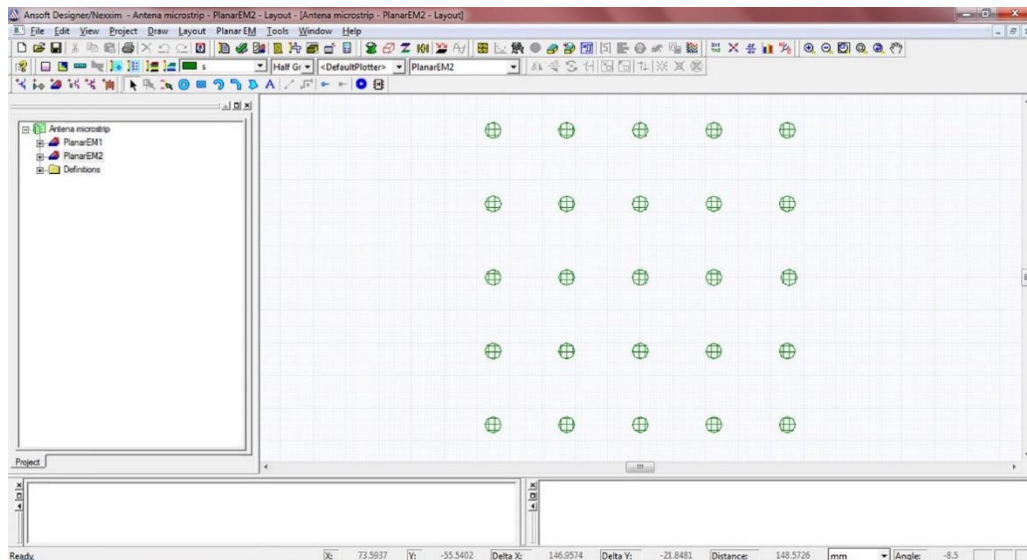 Ansoft Designer/Nexxim - Antena microstrip - PlanarEM2 - Layout - [Antena microstrip - PlanarEM2 - Layout]
File Edit View Project Draw Layout Planar EM Tools Window Help
s Half Gr <DefaultPlotter> PlanarEM2
A
Antena microstrip
PlanarEM1
PlanarEM2
Definitions
Project
Ready. X: 73.5937 Y: -55.5402 Delta X: 146.9574 Delta Y: -21.8481 Distance: 148.5726 mm Angle: -8.5